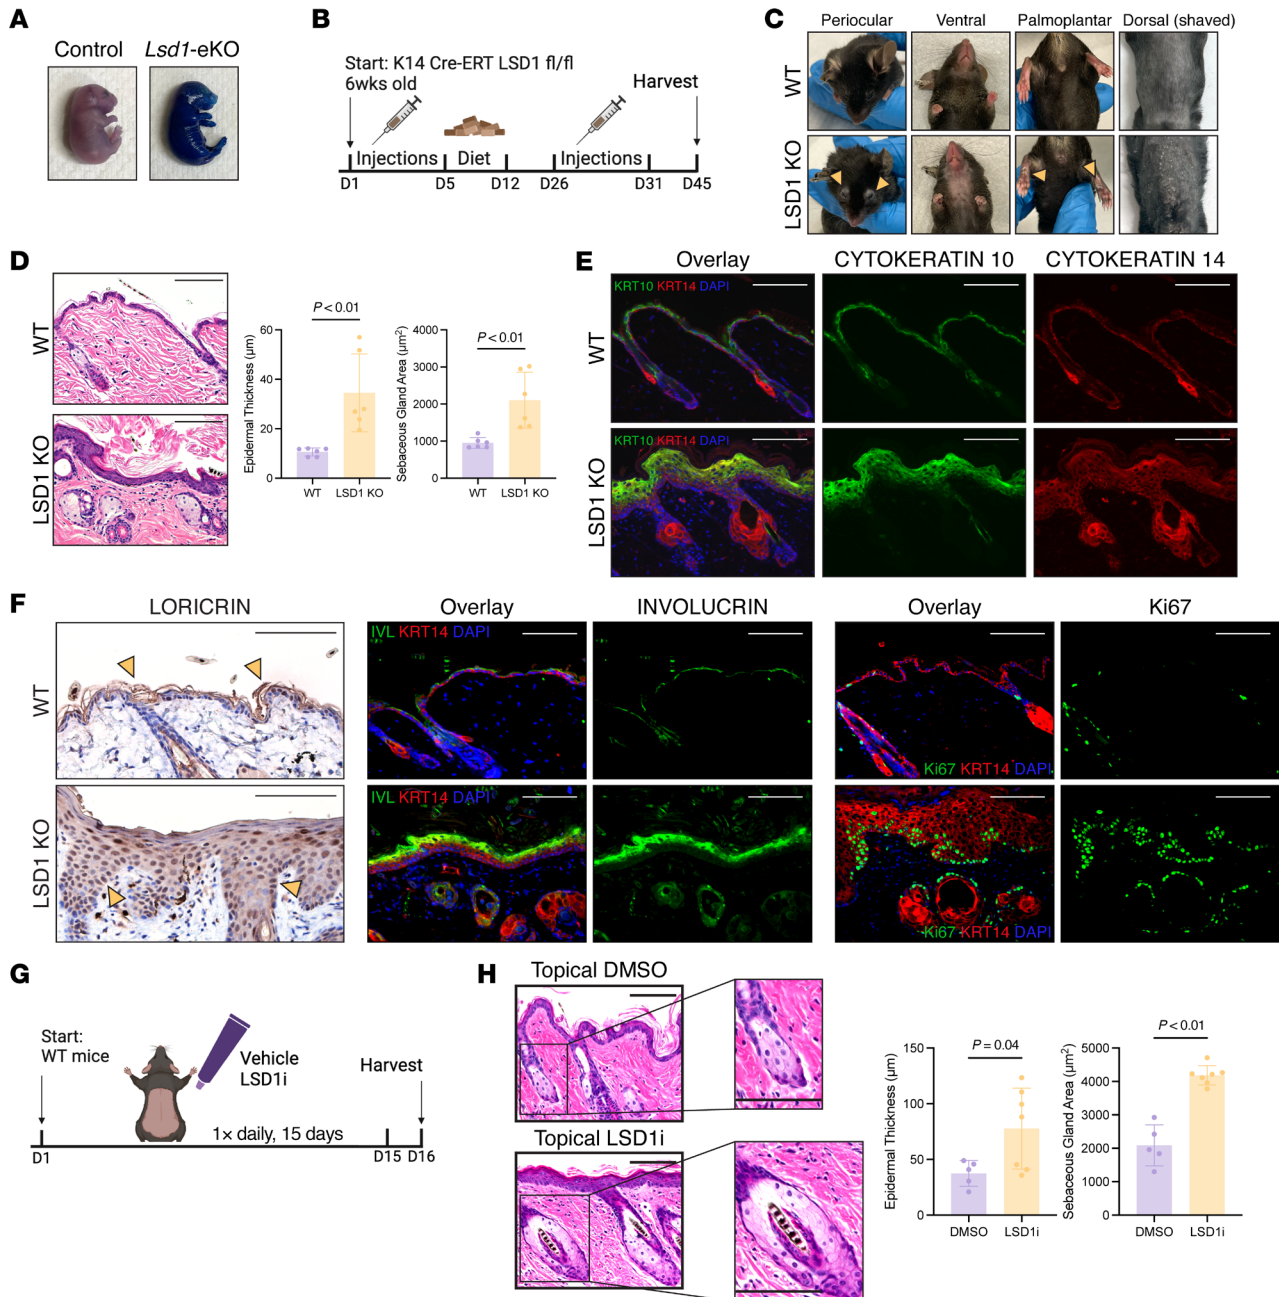 A
Control
Lsd1-eKO
B
Start: K14 Cre-ERT LSD1 fl/fl
6wks old
Harvest
Injections
Diet
Injections
D1
D5
D12
D26
D31
D45
C
Periocular
Ventral
Palmoplantar
Dorsal (shaved)
WT
LSD1 KO
D
WT
LSD1 KO
P < 0.01
Epidermal Thickness (µm)
60
40
20
0
WT
LSD1 KO
P < 0.01
Sebaceous Gland Area (µm²)
4000
3000
2000
1000
0
WT
LSD1 KO
E
Overlay
CYTOKERATIN 10
CYTOKERATIN 14
WT
KRT10 KRT14 DAPI
LSD1 KO
KRT10 KRT14 DAPI
F
LORICRIN
Overlay
INVOLUCRIN
Overlay
Ki67
WT
IVL KRT14 DAPI
Ki67 KRT14 DAPI
LSD1 KO
IVL KRT14 DAPI
Ki67 KRT14 DAPI
G
Start:
WT mice
Vehicle
LSD1i
Harvest
1× daily, 15 days
D1
D15
D16
H
Topical DMSO
Topical LSD1i
P = 0.04
Epidermal Thickness (µm)
150
100
50
0
DMSO
LSD1i
P < 0.01
Sebaceous Gland Area (µm²)
5000
4000
3000
2000
1000
0
DMSO
LSD1i